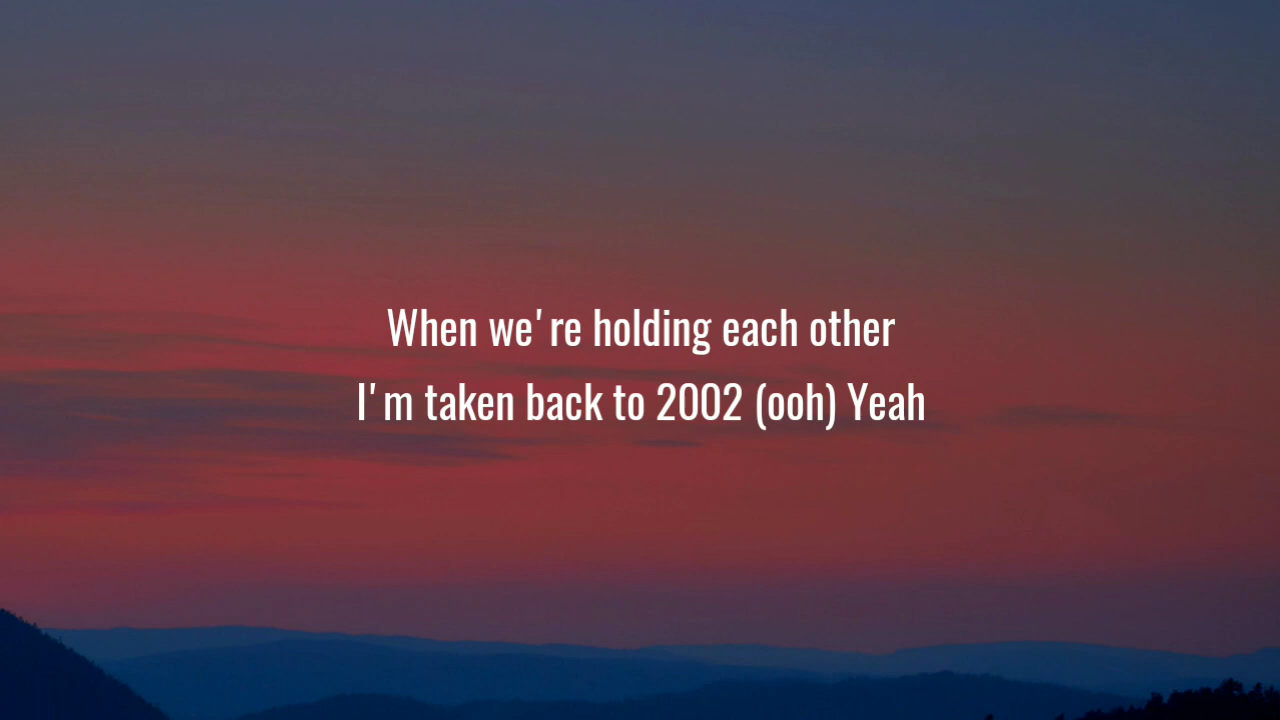 When we're holding each other
I'm taken back to 2002 (ooh) Yeah